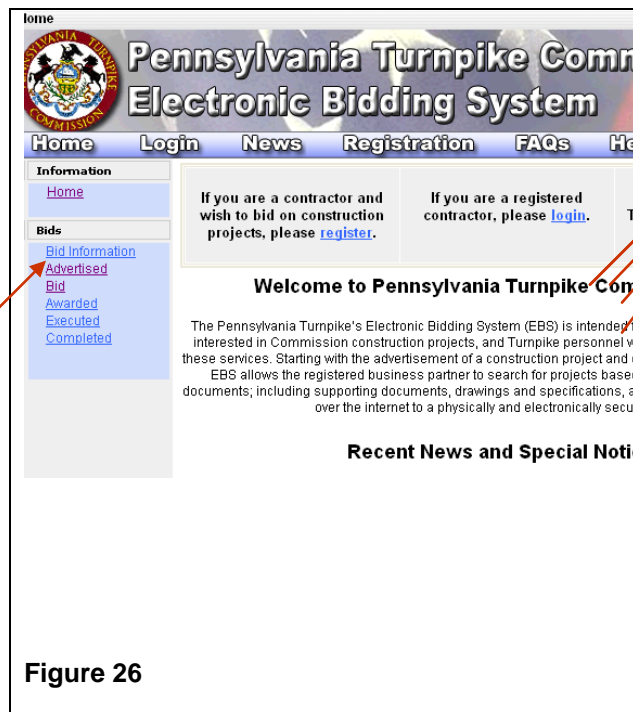 Home
Pennsylvania Turnpike Comm
Electronic Bidding System
Home Login News Registration FAQs He
Information
Home
Bids
Bid Information
Advertised
Bid
Awarded
Executed
Completed
If you are a contractor and
wish to bid on construction
projects, please register.
If you are a registered
contractor, please login.
T
Welcome to Pennsylvania Turnpike Com
The Pennsylvania Turnpike's Electronic Bidding System (EBS) is intended
interested in Commission construction projects, and Turnpike personnel w
these services. Starting with the advertisement of a construction project and
EBS allows the registered business partner to search for projects base
documents; including supporting documents, drawings and specifications, a
over the internet to a physically and electronically secu
Recent News and Special Noti
Figure 26